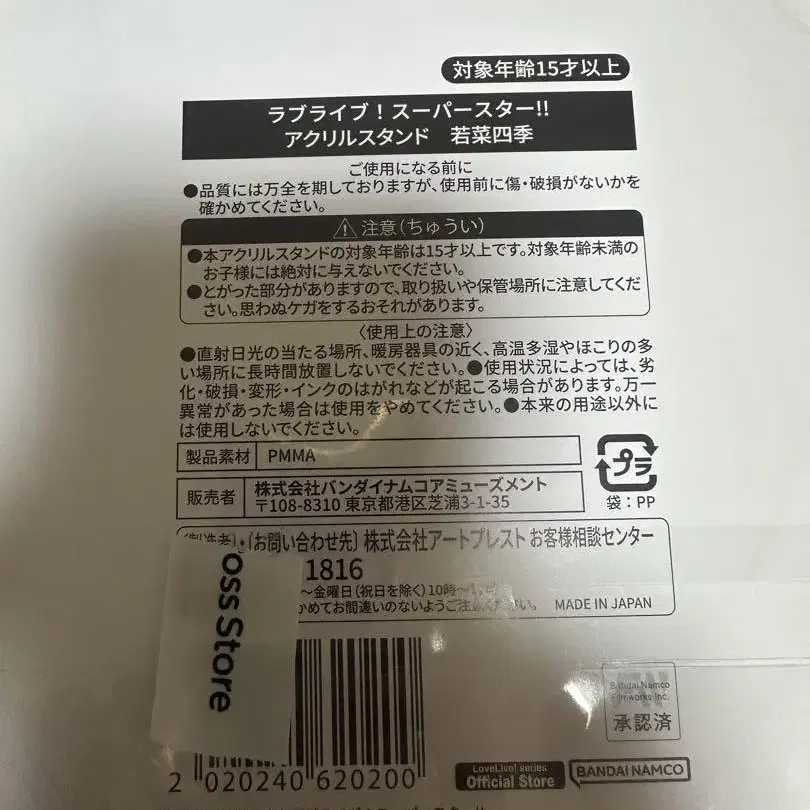 対象年齢15才以上
ラブライブ！スーパースター!!
アクリルスタンド 若菜四季
ご使用になる前に
●品質には万全を期しておりますが、使用前に傷・破損がないかを
確かめてください。
注意（ちゅうい）
●本アクリルスタンドの対象年齢は15才以上です。対象年齢未満の
お子様には絶対に与えないでください。
●とがった部分がありますので、取り扱いや保管場所に注意してくだ
さい。思わぬケガをするおそれがあります。
〈使用上の注意〉
●直射日光の当たる場所、暖房器具の近く、高温多湿やほこりの多
い場所に長時間放置しないでください。●使用状況によっては、劣
化・破損・変形・インクのはがれなどが起こる場合があります。万一
異常があった場合は使用をやめてください。●本来の用途以外に
は使用しないでください。
製品素材 PMMA
プラ
販売者 株式会社バンダイナムコアミューズメント
〒108-8310 東京都港区芝浦3-1-35
袋：PP
・〔お問い合わせ先〕株式会社アートプレスト お客様相談センター
1816
～金曜日（祝日を除く）10時～
かめてお間違いのないようご注意ください。 MADE IN JAPAN
oss Store
Bandai Namco
Filmworks Inc.
承認済
2 020240 620200
LoveLive! series
Official Store
BANDAI NAMCO